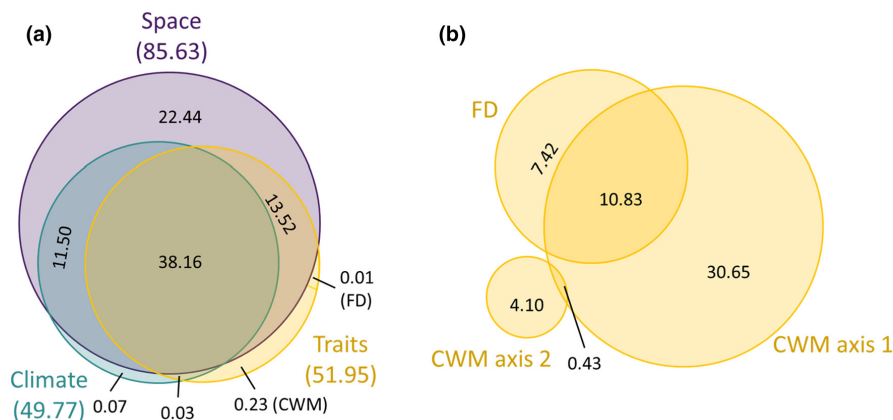 (a)
Space
(85.63)
22.44
11.50
13.52
38.16
0.01
(FD)
Traits
(51.95)
Climate
(49.77)
0.07
0.03
0.23 (CWM)
(b)
FD
7.42
10.83
30.65
4.10
CWM axis 2
0.43
CWM axis 1